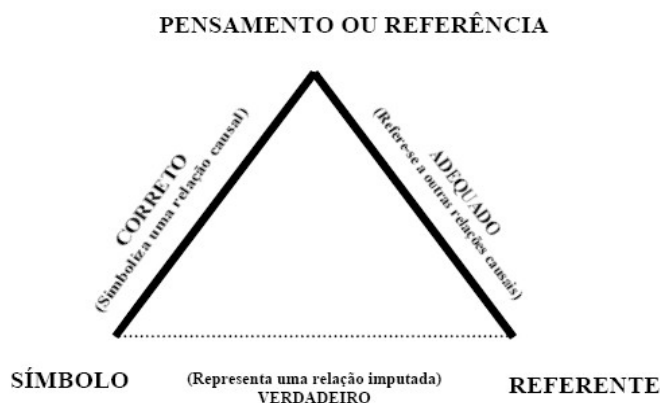 PENSAMENTO OU REFERÊNCIA
CORRETO
(Simboliza uma relação causal)
ADEQUADO
(Refere-se a outras relações causais)
SÍMBOLO
(Representa uma relação imputada)
VERDADEIRO
REFERENTE